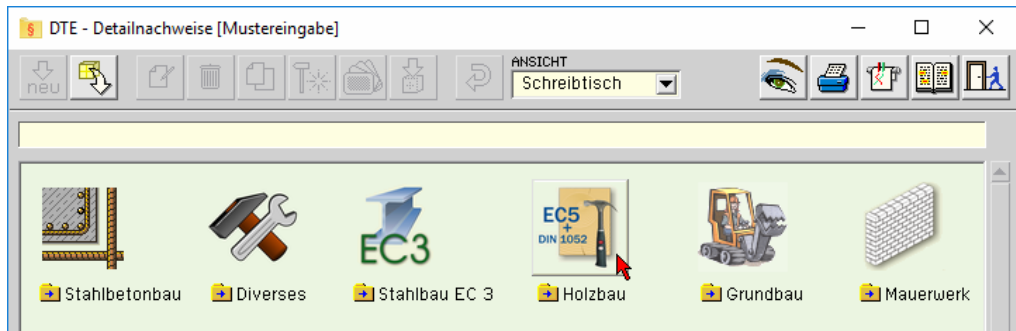 DTE - Detailnachweise [Mustereingabe]
neu
ANSICHT
Schreibtisch
EC3
EC5
+
DIN 1052
Stahlbetonbau
Diverses
Stahlbau EC 3
Holzbau
Grundbau
Mauerwerk